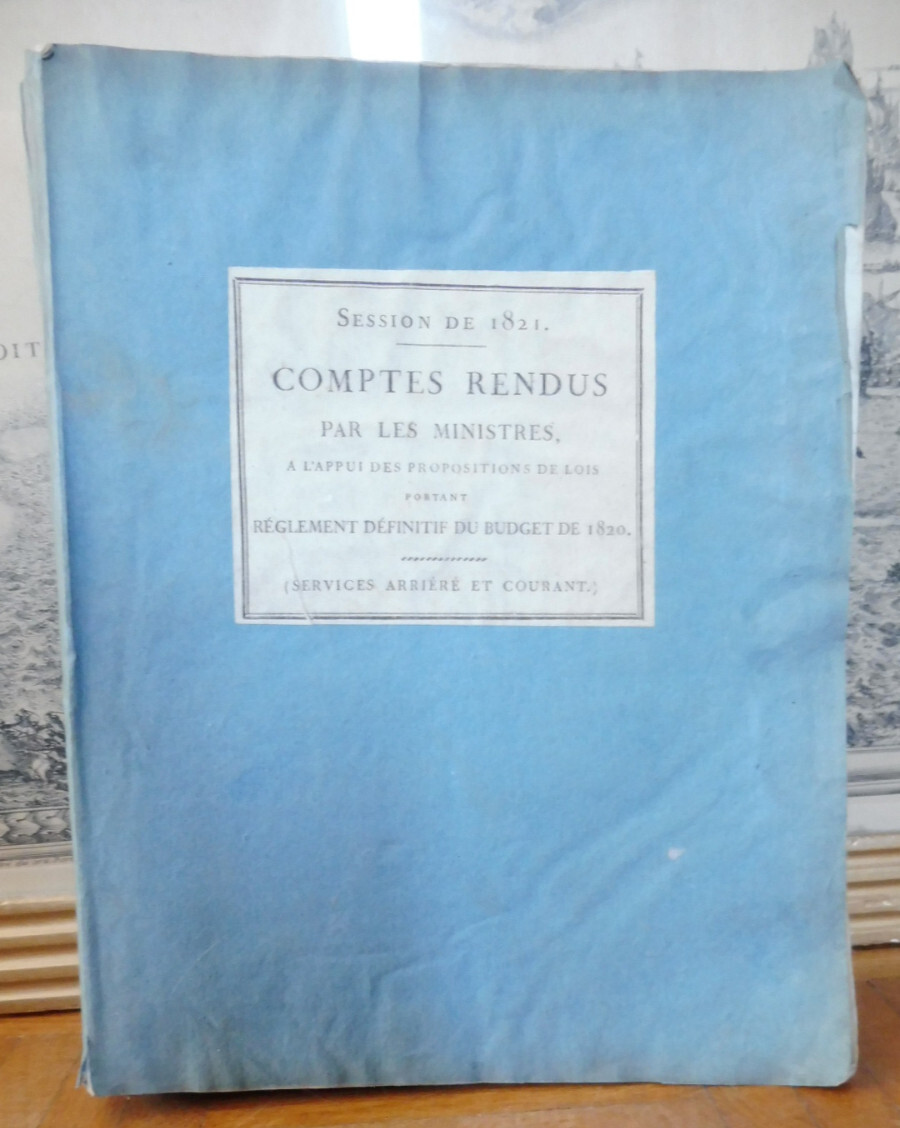 SESSION DE 1821.
COMPTES RENDUS
PAR LES MINISTRES,
A L'APPUI DES PROPOSITIONS DE LOIS
PORTANT
RÉGLEMENT DÉFINITIF DU BUDGET DE 1820.
(SERVICES ARRIÉRÉ ET COURANT.)
OIT